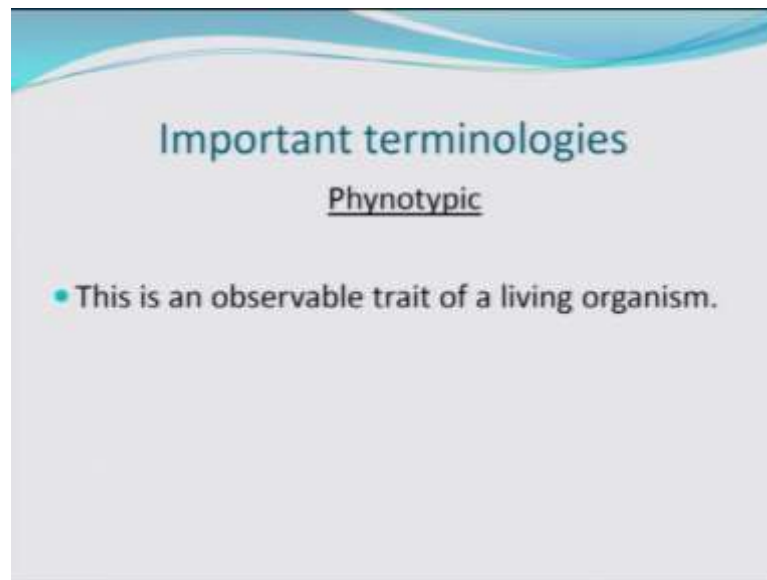 Important terminologies
Phynotypic
This is an observable trait of a living organism.